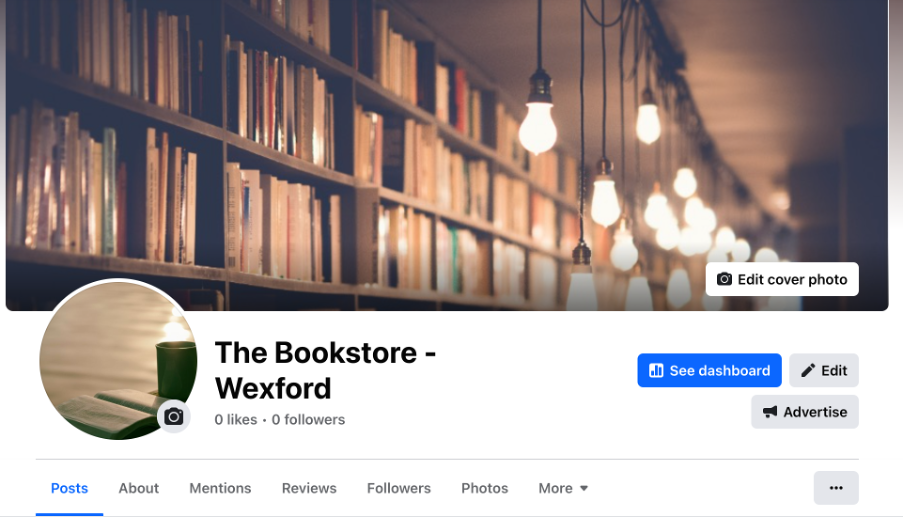 Edit cover photo
The Bookstore -
Wexford
0 likes • 0 followers
See dashboard
Edit
Advertise
Posts About Mentions Reviews Followers Photos More